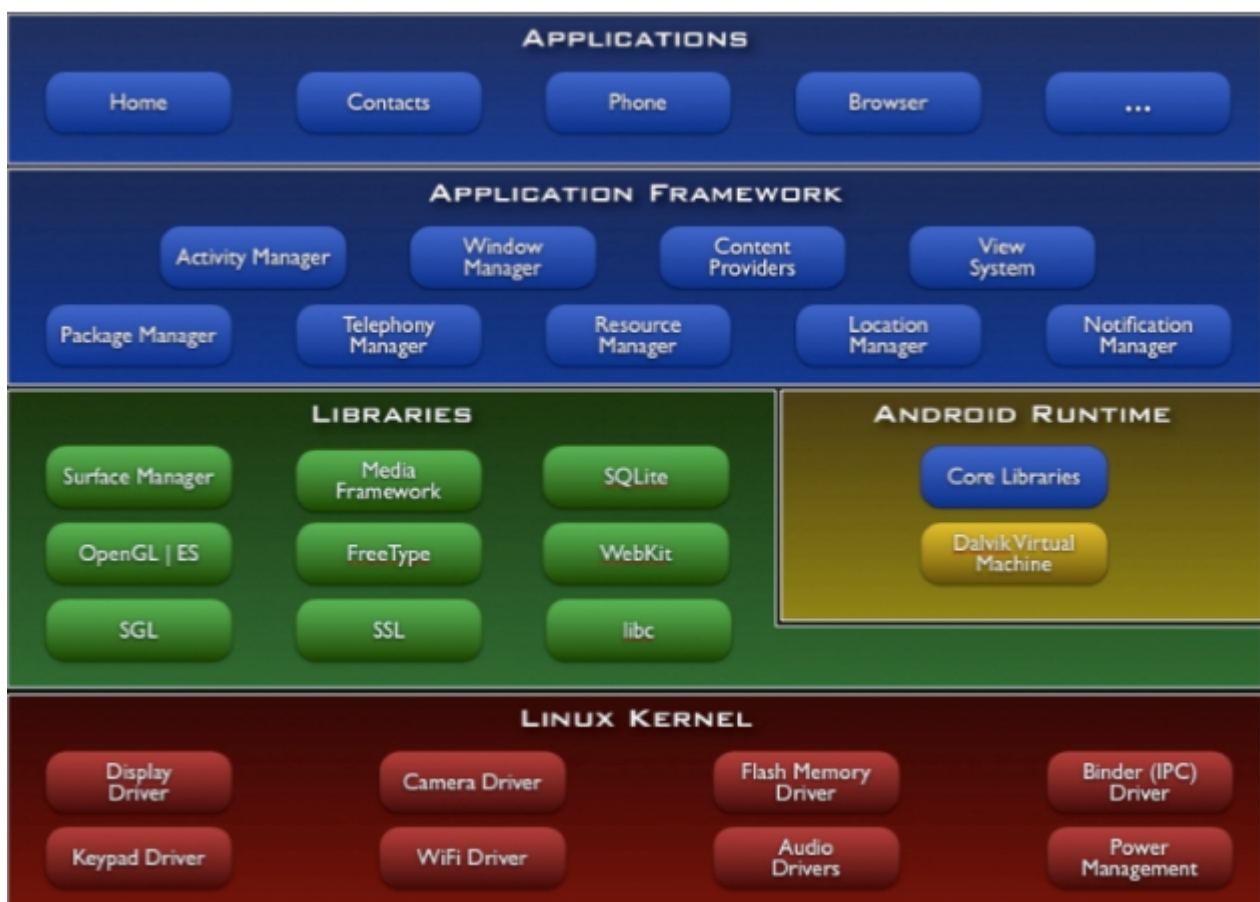 APPLICATIONS
Home
Contacts
Phone
Browser
...
APPLICATION FRAMEWORK
Activity Manager
Window
Manager
Content
Providers
View
System
Package Manager
Telephony
Manager
Resource
Manager
Location
Manager
Notification
Manager
LIBRARIES
Surface Manager
Media
Framework
SQLite
OpenGL | ES
FreeType
WebKit
SGL
SSL
libc
ANDROID RUNTIME
Core Libraries
Dalvik Virtual
Machine
LINUX KERNEL
Display
Driver
Camera Driver
Flash Memory
Driver
Binder (IPC)
Driver
Keypad Driver
WiFi Driver
Audio
Drivers
Power
Management